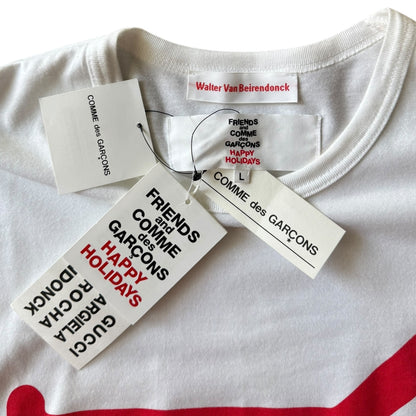 Walter Van Beirendonck
FRIENDS
and
COMME
des
GARÇONS
HAPPY
HOLIDAYS
L
COMME des GARÇONS
COMME des GARÇONS
FRIENDS
and
COMME
des
GARÇONS
HAPPY
HOLIDAYS
GUCCI
ARGIELA
ROCHA
IDONCK